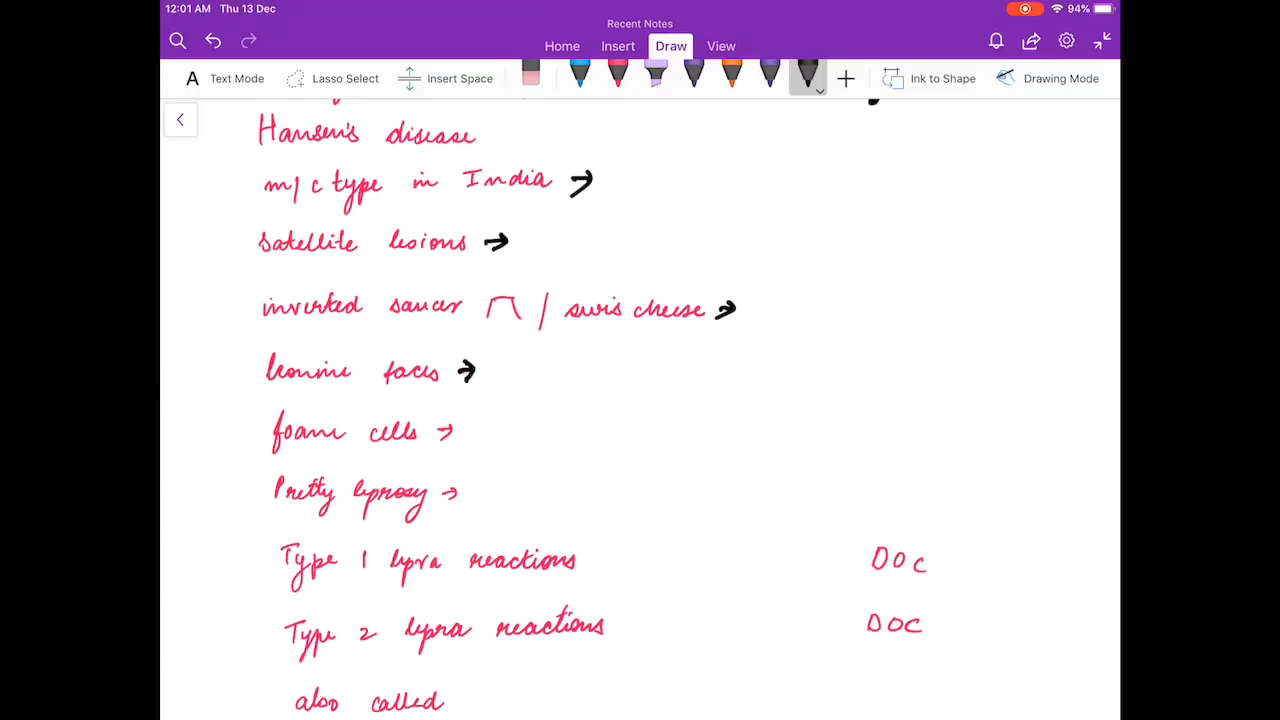 12:01 AM Thu 13 Dec 94%
Recent Notes
Home Insert Draw View
A Text Mode Lasso Select Insert Space Ink to Shape Drawing Mode
Hansen's disease
m/c type in India →
satellite lesions →
inverted saucer / swis cheese →
leonine faces →
foam cells →
Pretty leprosy →
Type 1 lepra reactions DOC
Type 2 lepra reactions DOC
also called